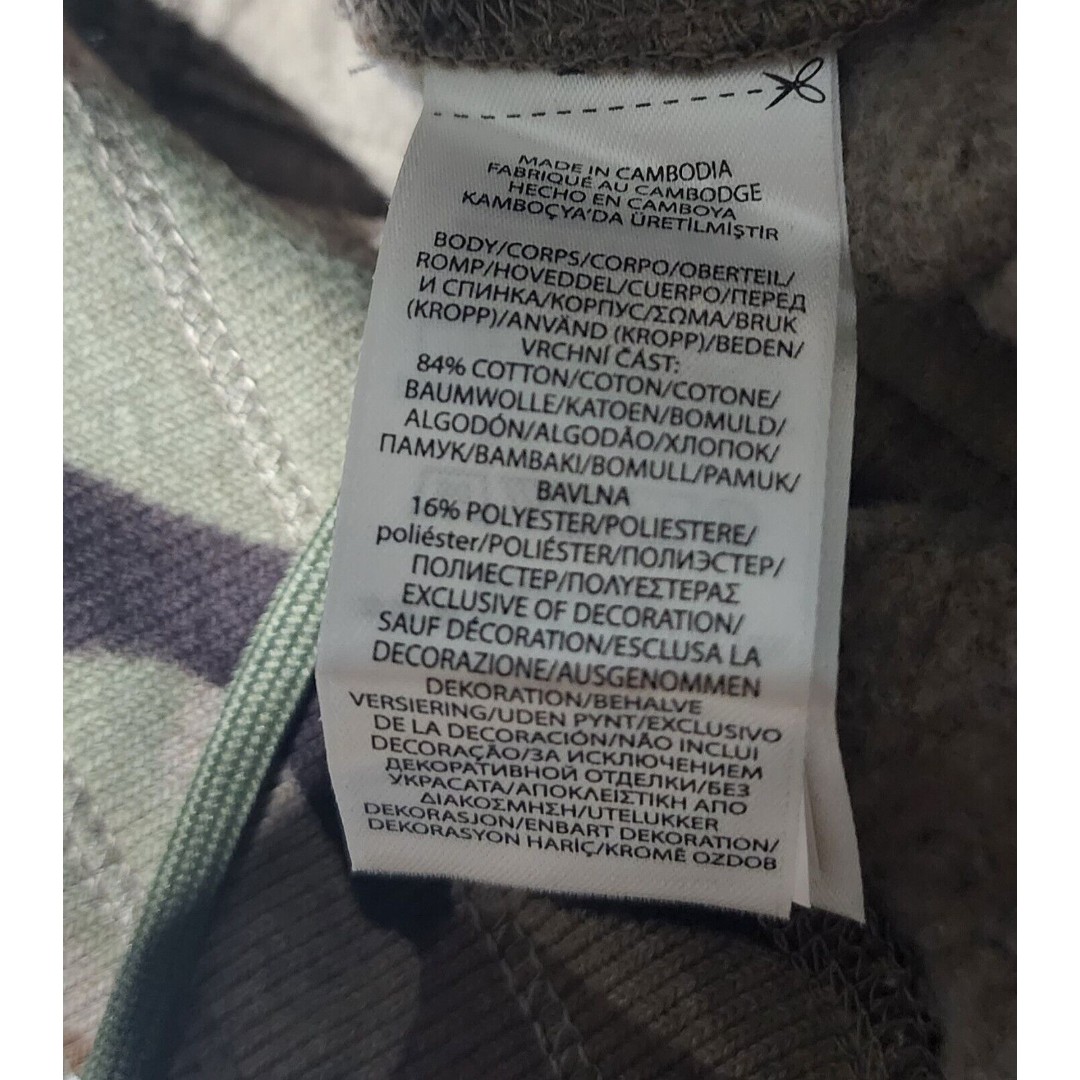 MADE IN CAMBODIA
FABRIQUÉ AU CAMBODGE
HECHO EN CAMBOYA
KAMBOÇYA'DA ÜRETİLMİŞTİR
BODY/CORPS/CORPO/OBERTEIL/
ROMP/HOVEDDEL/CUERPO/ПЕРЕД
И СПИНКА/КОРПУС/ΣΩΜΑ/BRUK
(KROPP)/ANVÄND (KROPP)/BEDEN/
VRCHNÍ ČÁST:
84% COTTON/COTON/COTONE/
BAUMWOLLE/KATOEN/BOMULD/
ALGODÓN/ALGODÃO/ХЛОПОК/
ПАМУК/BAMBAKI/BOMULL/PAMUK/
BAVLNA
16% POLYESTER/POLIESTERE/
poliéster/POLIÉSTER/ПОЛИЭСТЕР/
ПОЛИЕСТЕР/ΠΟΛΥΕΣΤΕΡΑΣ
EXCLUSIVE OF DECORATION/
SAUF DÉCORATION/ESCLUSA LA
DECORAZIONE/AUSGENOMMEN
DEKORATION/BEHALVE
VERSIERING/UDEN PYNT/EXCLUSIVO
DE LA DECORACIÓN/NÃO INCLUI
DECORAÇÃO/ЗА ИСКЛЮЧЕНИЕМ
ДЕКОРАТИВНОЙ ОТДЕЛКИ/БЕЗ
УКРАСАТА/ΑΠΟΚΛΕΙΣΤΙΚΗ ΑΠΟ
ΔΙΑΚΟΣΜΗΣΗ/UTELUKKER
DEKORASJON/ENBART DEKORATION/
DEKORASYON HARİÇ/KROMĚ OZDOB